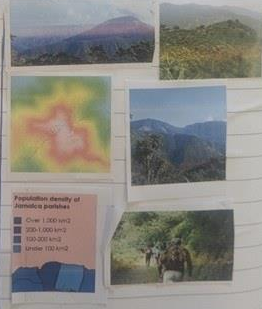 Population density of
Jamaica parishes
Over 1,000 km2
200-1,000 km2
100-200 km2
Under 100 km2